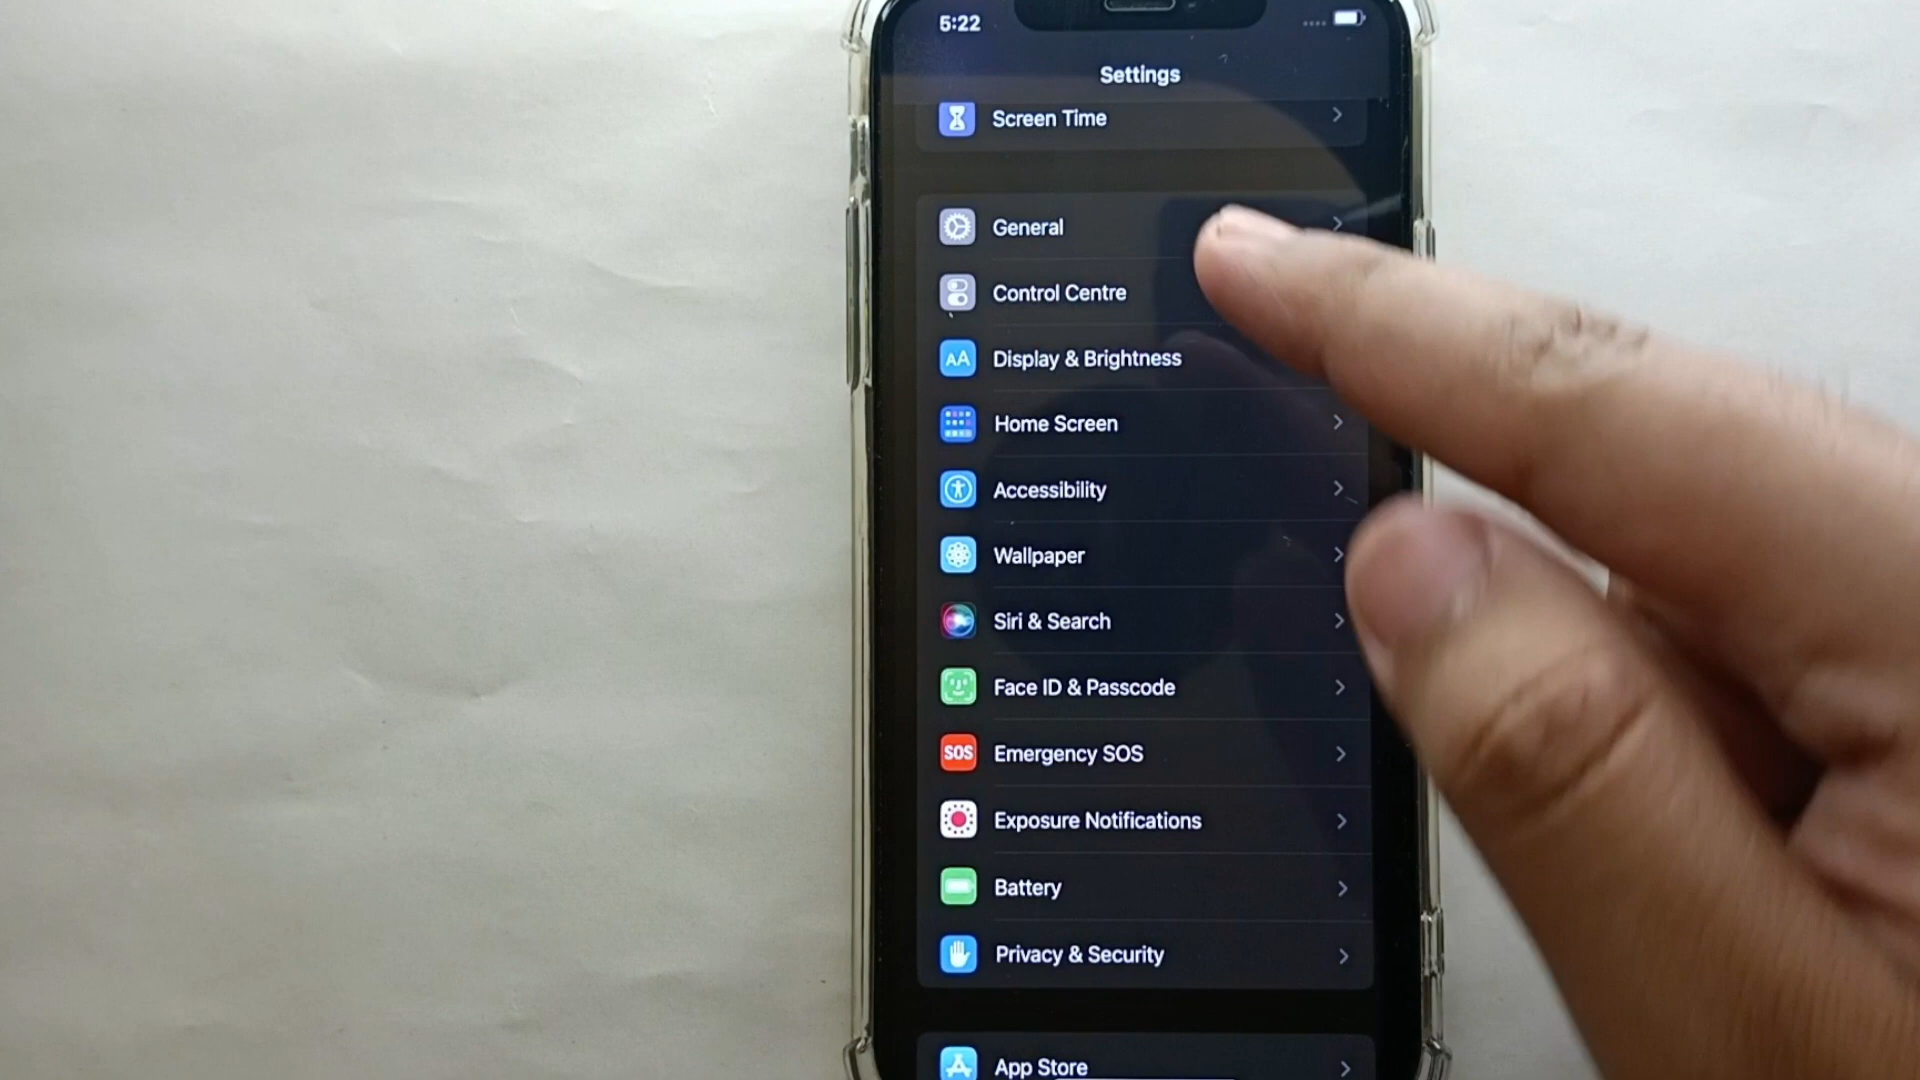 5:22
Settings
Screen Time
General
Control Centre
AA Display & Brightness
Home Screen
Accessibility
Wallpaper
Siri & Search
Face ID & Passcode
SOS Emergency SOS
Exposure Notifications
Battery
Privacy & Security
App Store